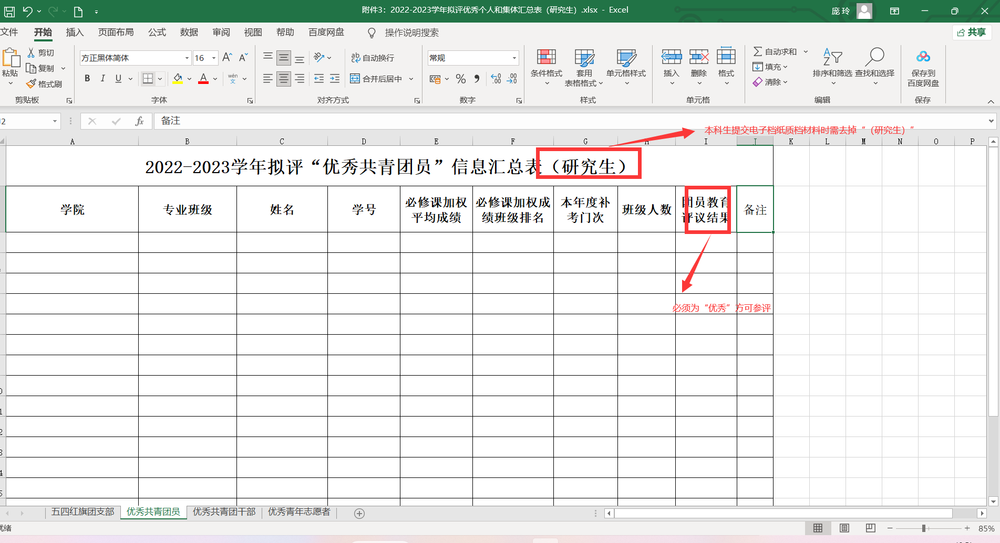 附件3：2022-2023学年拟评优秀个人和集体汇总表（研究生）.xlsx - Excel
庞 玲
文件 开始 插入 页面布局 公式 数据 审阅 视图 帮助 百度网盘 操作说明搜索 共享
粘贴
剪切
复制
格式刷
剪贴板
方正黑体简体 16
B I U wén 文
字体
自动换行
合并后居中
对齐方式
常规
数字
条件格式
套用
表格格式
单元格样式
样式
插入 删除 格式
单元格
自动求和
填充
清除
排序和筛选 查找和选择
编辑
保存到
百度网盘
保存
2 fx 备注
本科生提交电子档纸质档材料时需去掉“（研究生）”
A B C D E F G H I J K L M N O P
2022-2023学年拟评“优秀共青团员”信息汇总表（研究生）
学院
专业班级
姓名
学号
必修课加权
平均成绩
必修课加权成
绩班级排名
本年度补
考门次
班级人数
团员教育
评议结果
备注
必须为“优秀”方可参评
五四红旗团支部 优秀共青团员 优秀共青团干部 优秀青年志愿者
就绪
85%